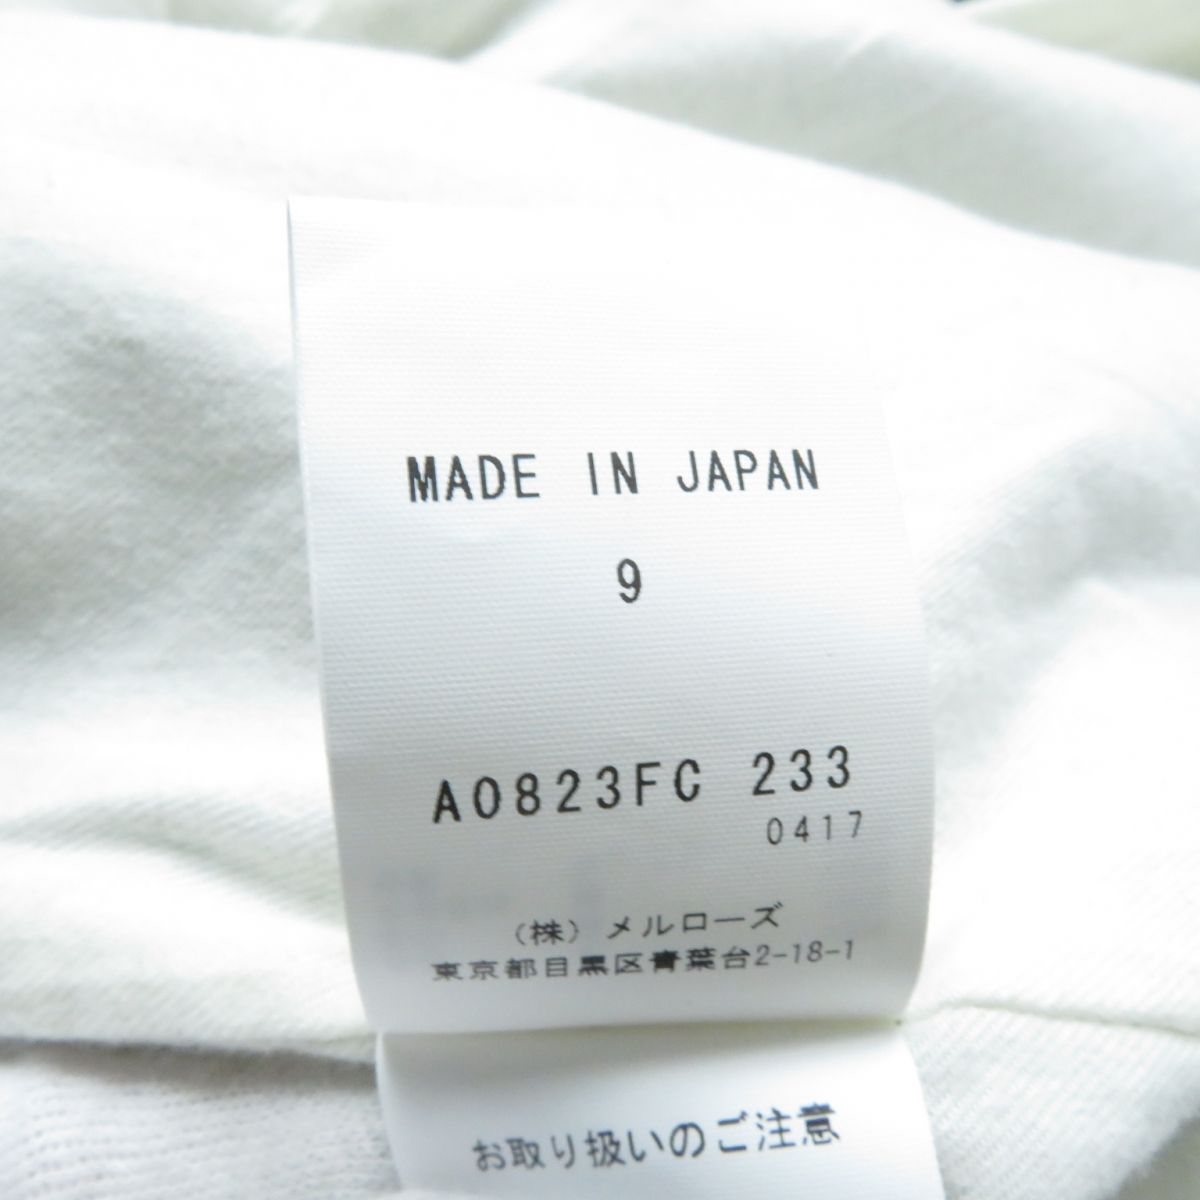 MADE IN JAPAN
9
A0823FC 233
0417
(株) メルローズ
東京都目黒区青葉台2-18-1
お取り扱いのご注意